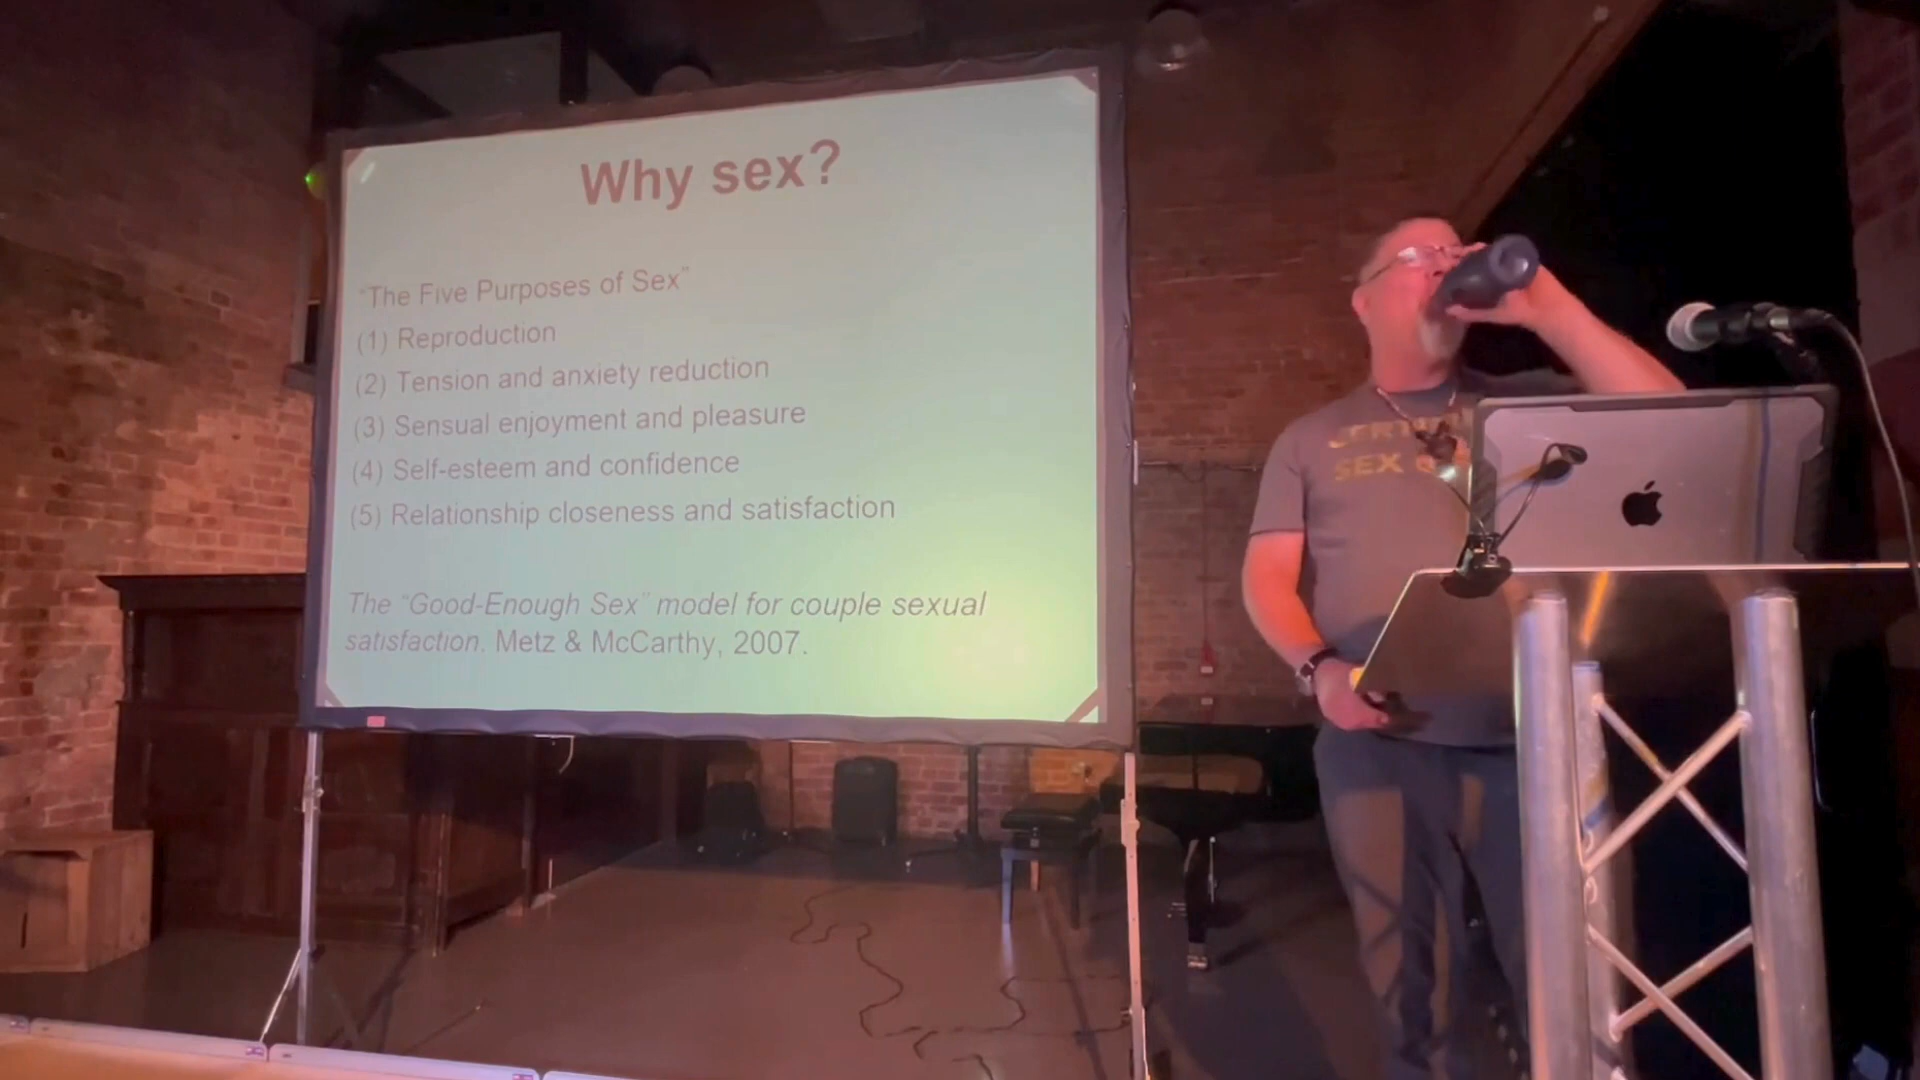 Why sex?
"The Five Purposes of Sex"
(1) Reproduction
(2) Tension and anxiety reduction
(3) Sensual enjoyment and pleasure
(4) Self-esteem and confidence
(5) Relationship closeness and satisfaction
The "Good-Enough Sex" model for couple sexual
satisfaction. Metz & McCarthy, 2007.
SEX